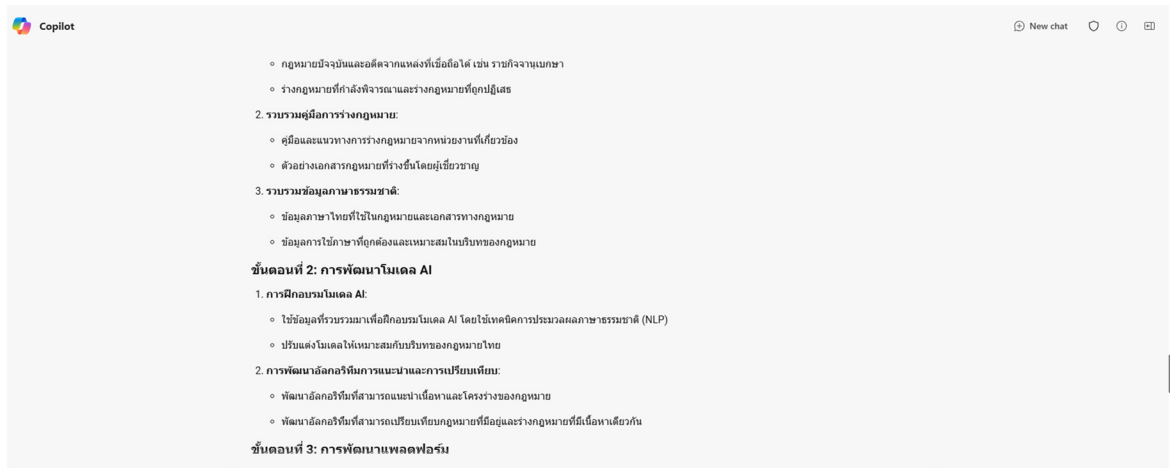 Copilot
New chat
กฎหมายปัจจุบันและอดีตจากแหล่งที่เชื่อถือได้ เช่น ราชกิจจานุเบกษา
ร่างกฎหมายที่กำลังพิจารณาและร่างกฎหมายที่ถูกปฏิเสธ
2. รวบรวมคู่มือการร่างกฎหมาย:
คู่มือและแนวทางการร่างกฎหมายจากหน่วยงานที่เกี่ยวข้อง
ตัวอย่างเอกสารกฎหมายที่ร่างขึ้นโดยผู้เชี่ยวชาญ
3. รวบรวมข้อมูลภาษาธรรมชาติ:
ข้อมูลภาษาไทยที่ใช้ในกฎหมายและเอกสารทางกฎหมาย
ข้อมูลการใช้ภาษาที่ถูกต้องและเหมาะสมในบริบทของกฎหมาย
ขั้นตอนที่ 2: การพัฒนาโมเดล AI
1. การฝึกอบรมโมเดล AI:
ใช้ข้อมูลที่รวบรวมมาเพื่อฝึกอบรมโมเดล AI โดยใช้เทคนิคการประมวลผลภาษาธรรมชาติ (NLP)
ปรับแต่งโมเดลให้เหมาะสมกับบริบทของกฎหมายไทย
2. การพัฒนาอัลกอริทึมการแนะนำและการเปรียบเทียบ:
พัฒนาอัลกอริทึมที่สามารถแนะนำเนื้อหาและโครงร่างของกฎหมาย
พัฒนาอัลกอริทึมที่สามารถเปรียบเทียบกฎหมายที่มีอยู่และร่างกฎหมายที่มีเนื้อหาเดียวกัน
ขั้นตอนที่ 3: การพัฒนาแพลตฟอร์ม